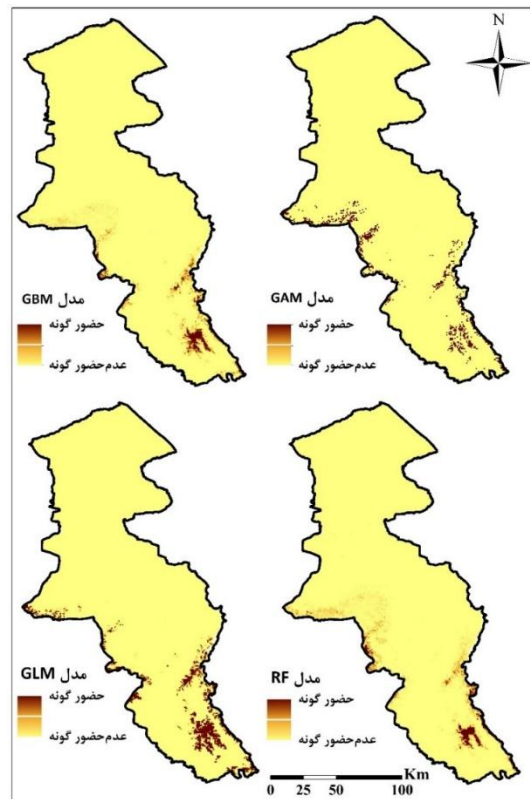 N
مدل GBM
حضور گونه
عدم‌حضور گونه
مدل GAM
حضور گونه
عدم‌حضور گونه
مدل GLM
حضور گونه
عدم‌حضور گونه
مدل RF
حضور گونه
عدم‌حضور گونه
Km
0 25 50 100